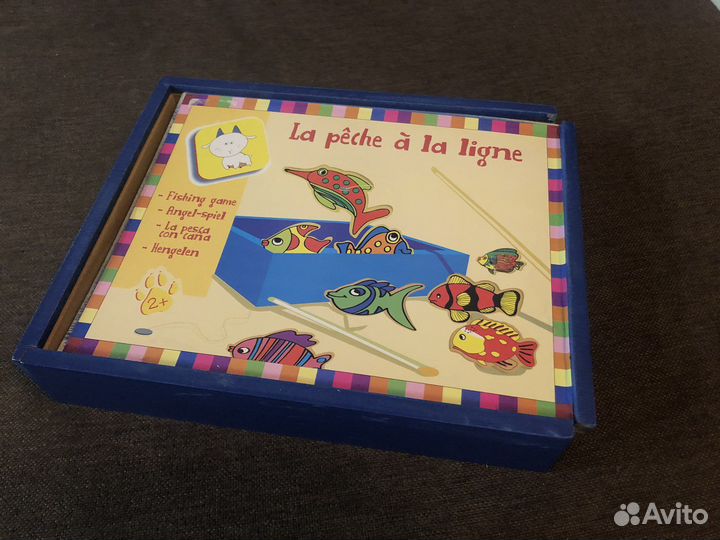 La pêche à la ligne
- Fishing game
- Angel-spiel
- La pesca
con caña
- Hengelen
2+
Avito